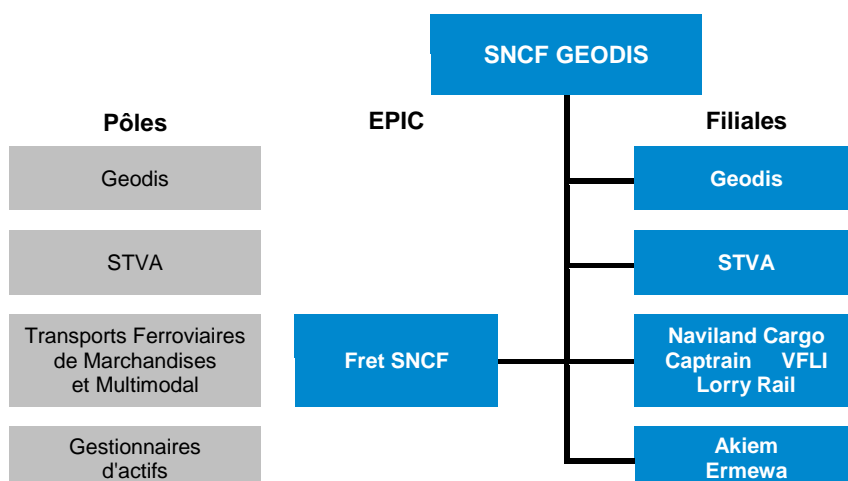 SNCF GEODIS
Pôles EPIC Filiales
Geodis Geodis
STVA STVA
Transports Ferroviaires
de Marchandises
et Multimodal
Fret SNCF
Naviland Cargo
Captrain VFLI
Lorry Rail
Gestionnaires
d'actifs
Akiem
Ermewa